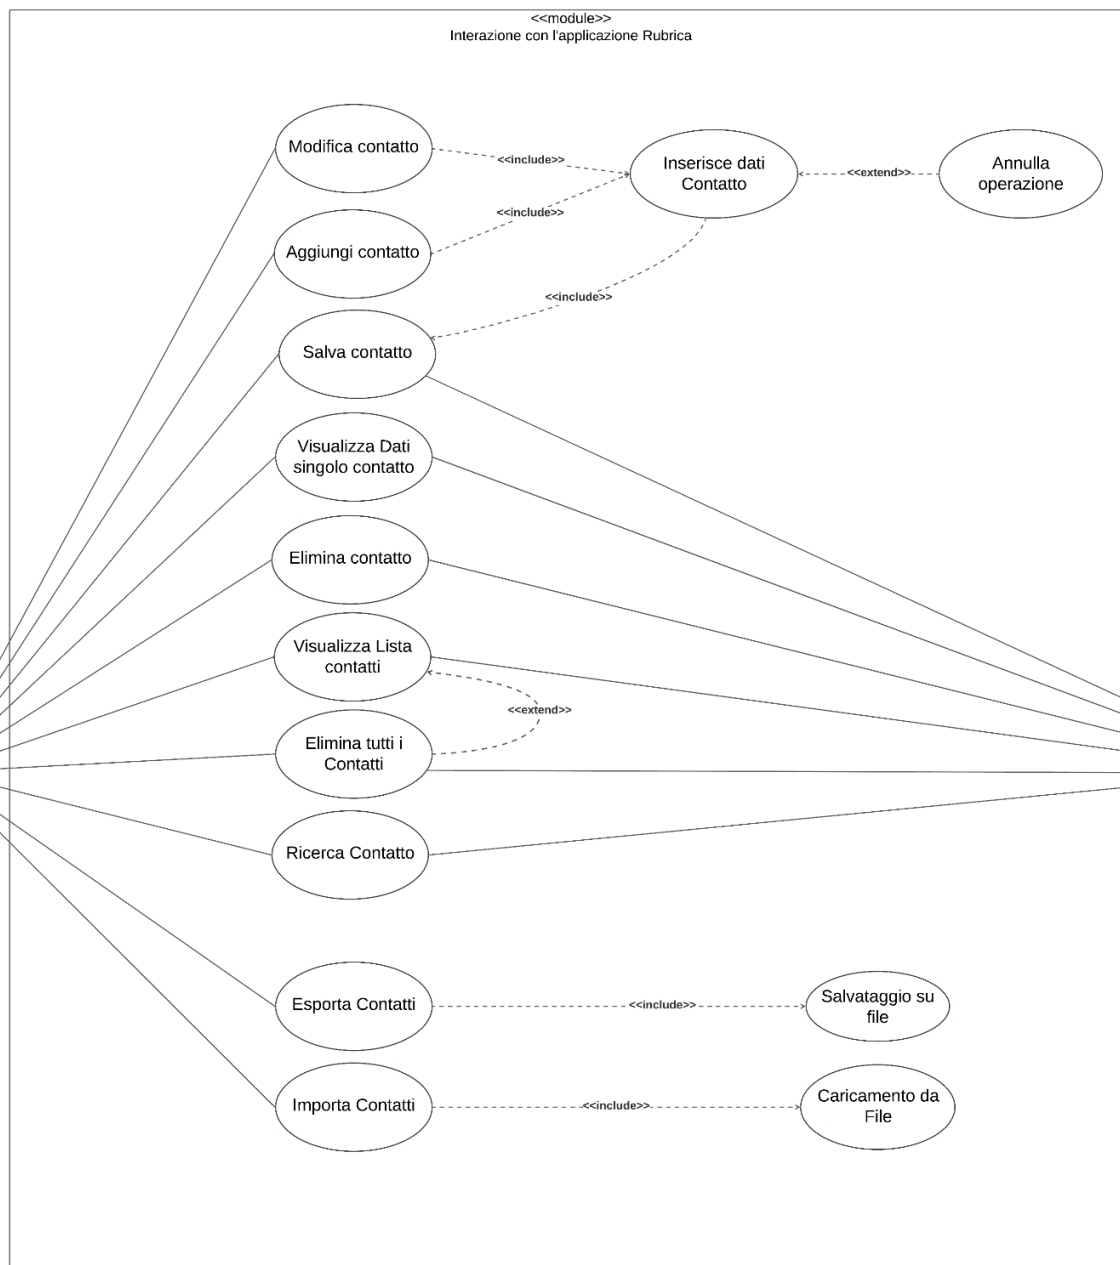 <<module>>
Interazione con l'applicazione Rubrica
Modifica contatto
<<include>>
Inserisce dati
Contatto
<<extend>>
Annulla
operazione
Aggiungi contatto
<<include>>
<<include>>
Salva contatto
Visualizza Dati
singolo contatto
Elimina contatto
Visualizza Lista
contatti
<<extend>>
Elimina tutti i
Contatti
Ricerca Contatto
Esporta Contatti
<<include>>
Salvataggio su
file
Importa Contatti
<<include>>
Caricamento da
File